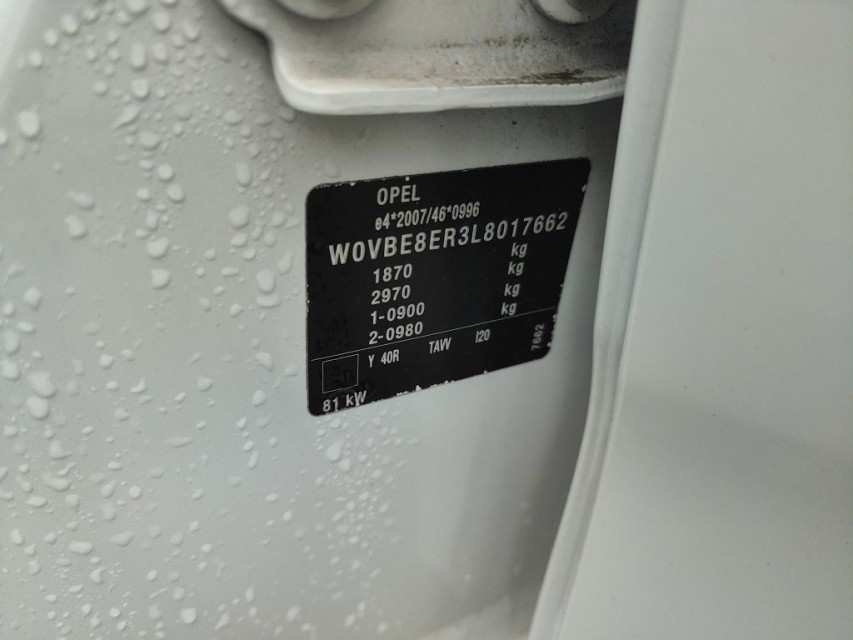 OPEL
e4*2007/46*0996
W0VBE8ER3L8017662
1870 kg
2970 kg
1-0900 kg
2-0980 kg
Y 40R TAVV I20
7662
81 kW